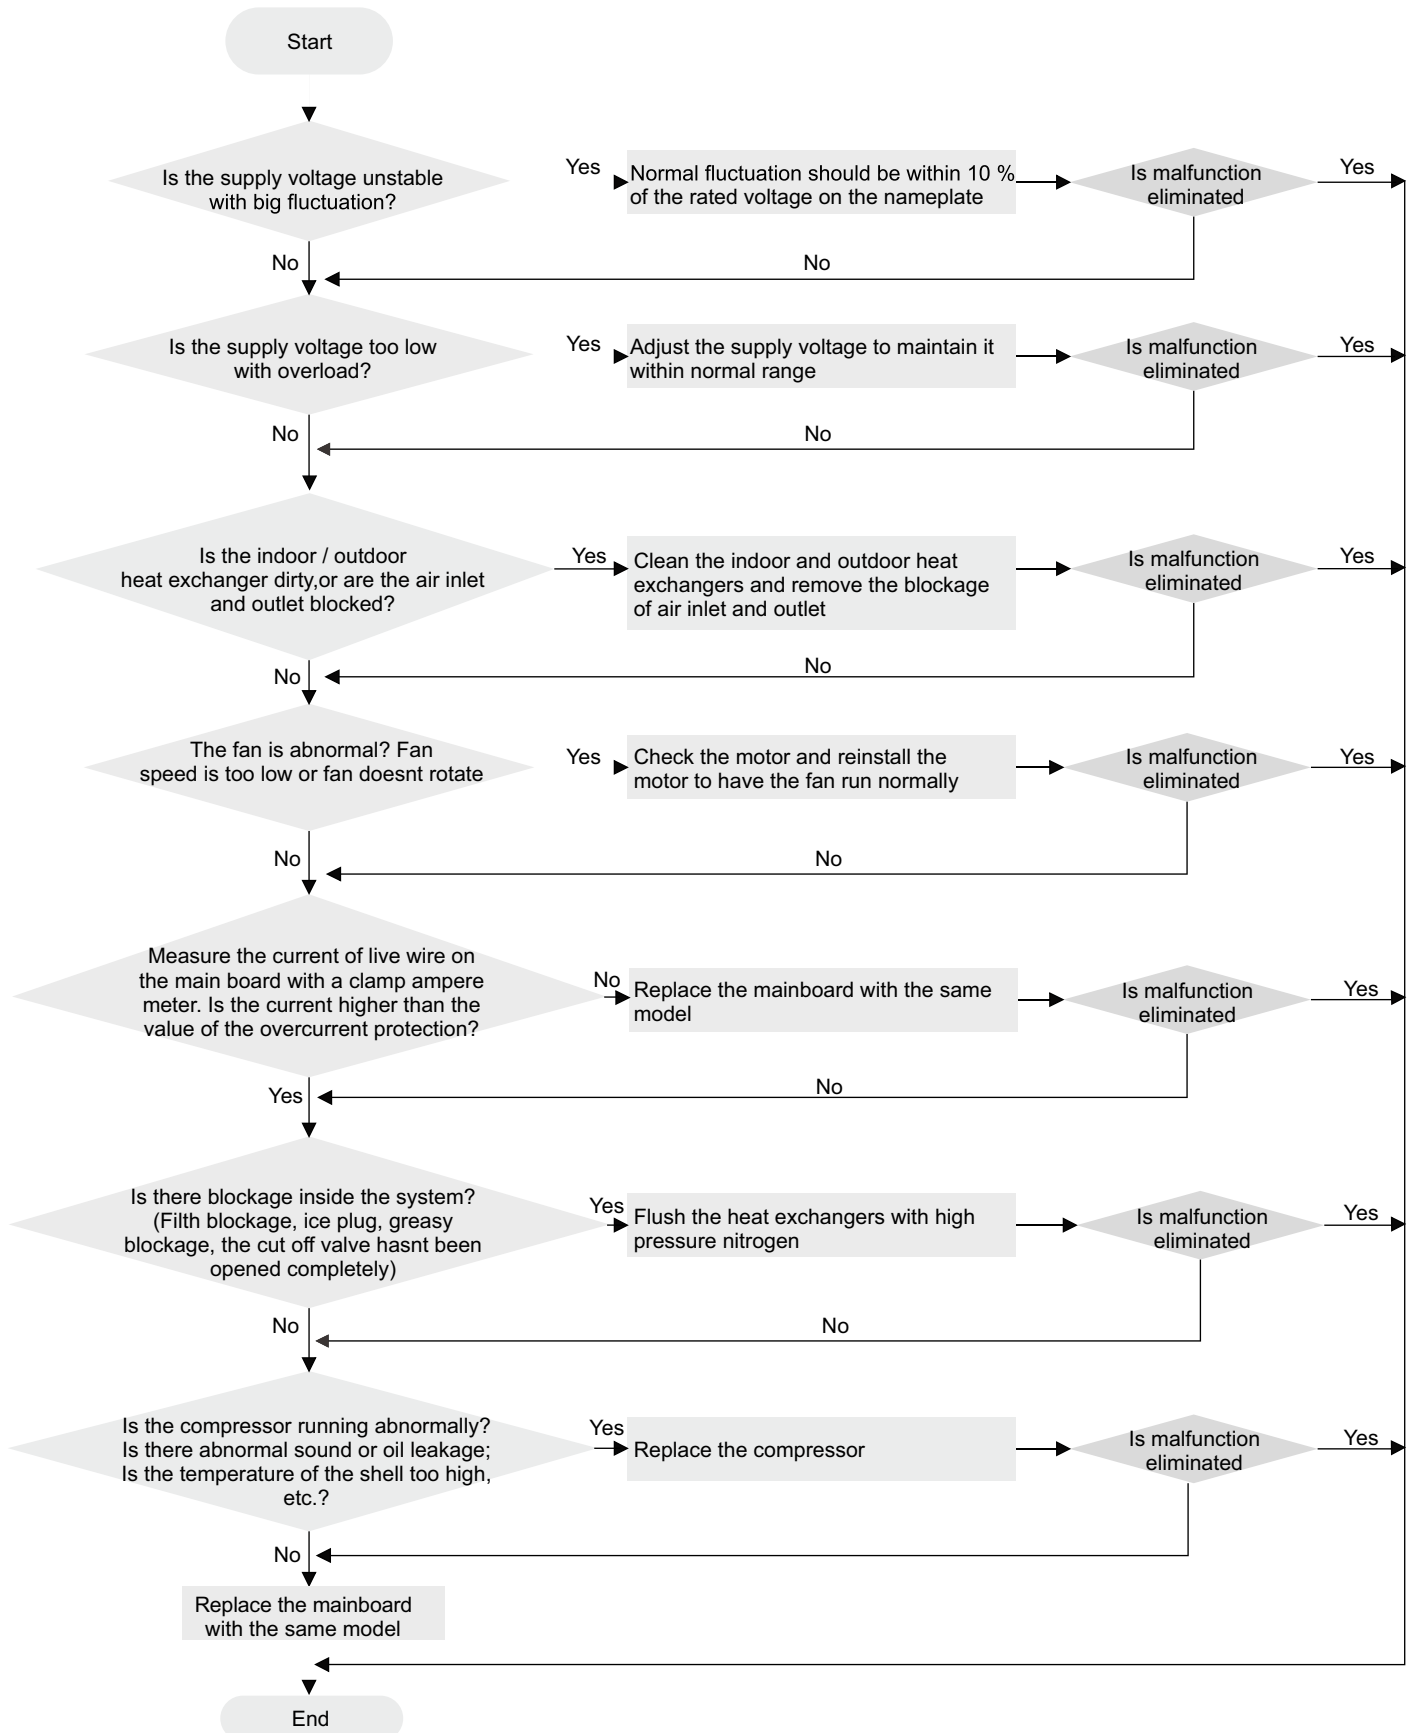 Start
Is the supply voltage unstable
with big fluctuation?
Yes
Normal fluctuation should be within 10 %
of the rated voltage on the nameplate
Is malfunction
eliminated
Yes
No
No
Is the supply voltage too low
with overload?
Yes
Adjust the supply voltage to maintain it
within normal range
Is malfunction
eliminated
Yes
No
No
Is the indoor / outdoor
heat exchanger dirty,or are the air inlet
and outlet blocked?
Yes
Clean the indoor and outdoor heat
exchangers and remove the blockage
of air inlet and outlet
Is malfunction
eliminated
Yes
No
No
The fan is abnormal? Fan
speed is too low or fan doesnt rotate
Yes
Check the motor and reinstall the
motor to have the fan run normally
Is malfunction
eliminated
Yes
No
No
Measure the current of live wire on
the main board with a clamp ampere
meter. Is the current higher than the
value of the overcurrent protection?
No
Replace the mainboard with the same
model
Is malfunction
eliminated
Yes
Yes
No
Is there blockage inside the system?
(Filth blockage, ice plug, greasy
blockage, the cut off valve hasnt been
opened completely)
Yes
Flush the heat exchangers with high
pressure nitrogen
Is malfunction
eliminated
Yes
No
No
Is the compressor running abnormally?
Is there abnormal sound or oil leakage;
Is the temperature of the shell too high,
etc.?
Yes
Replace the compressor
Is malfunction
eliminated
Yes
No
Replace the mainboard
with the same model
End